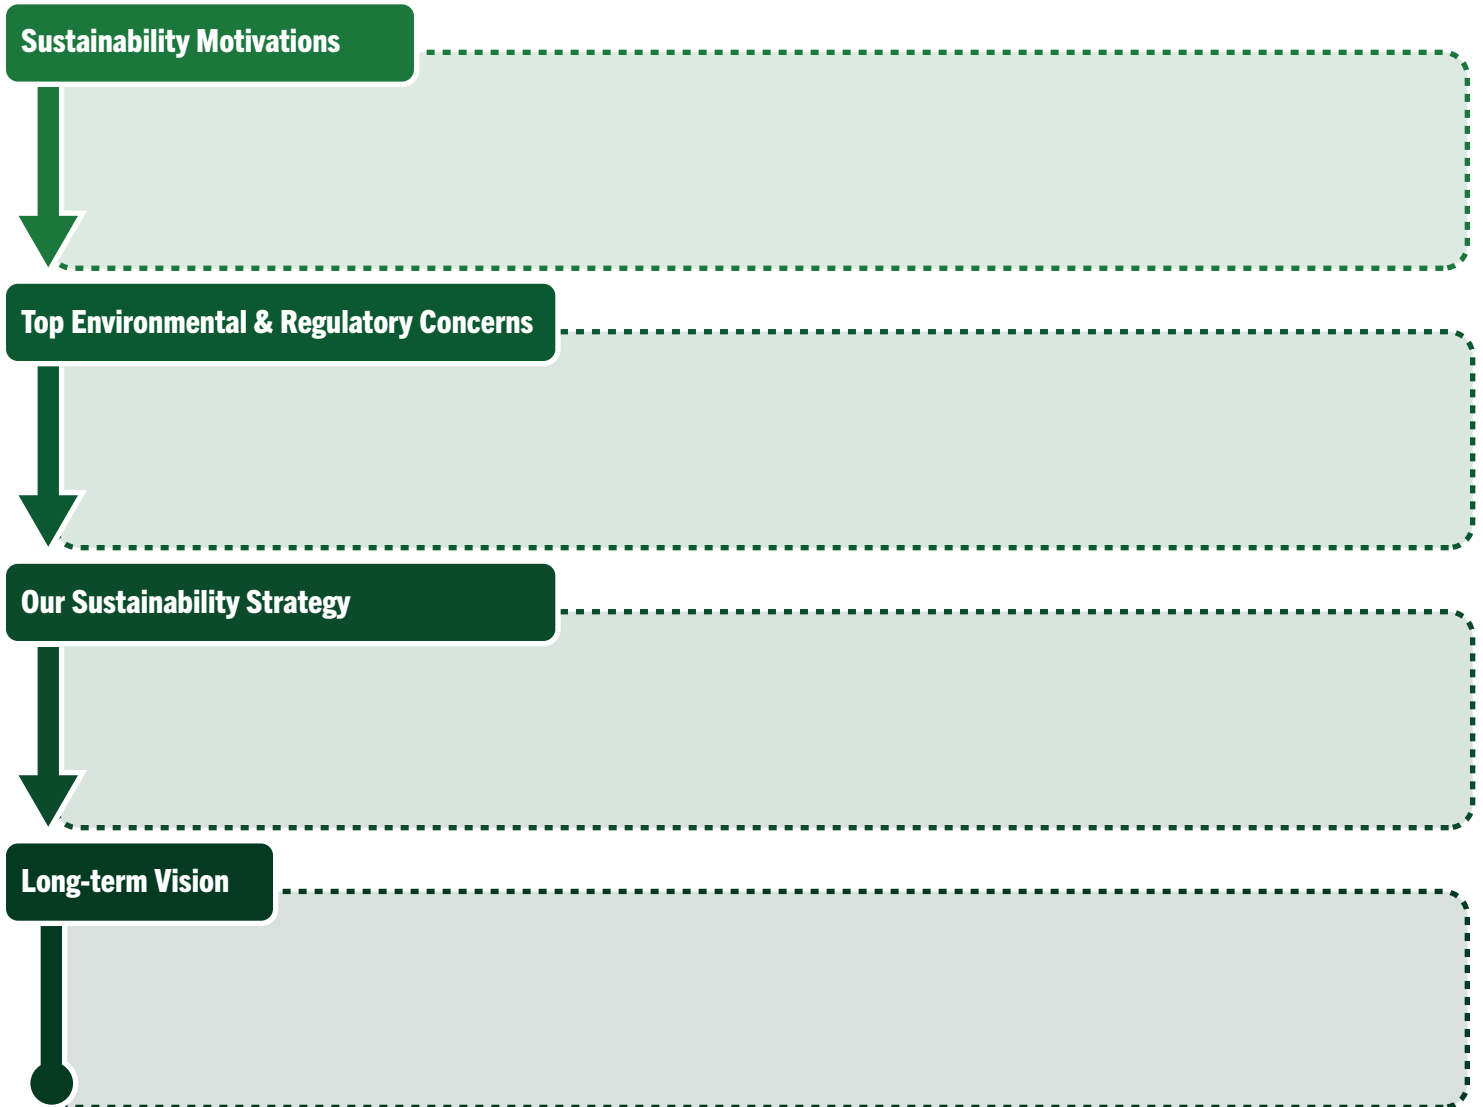 Sustainability Motivations
Top Environmental & Regulatory Concerns
Our Sustainability Strategy
Long-term Vision